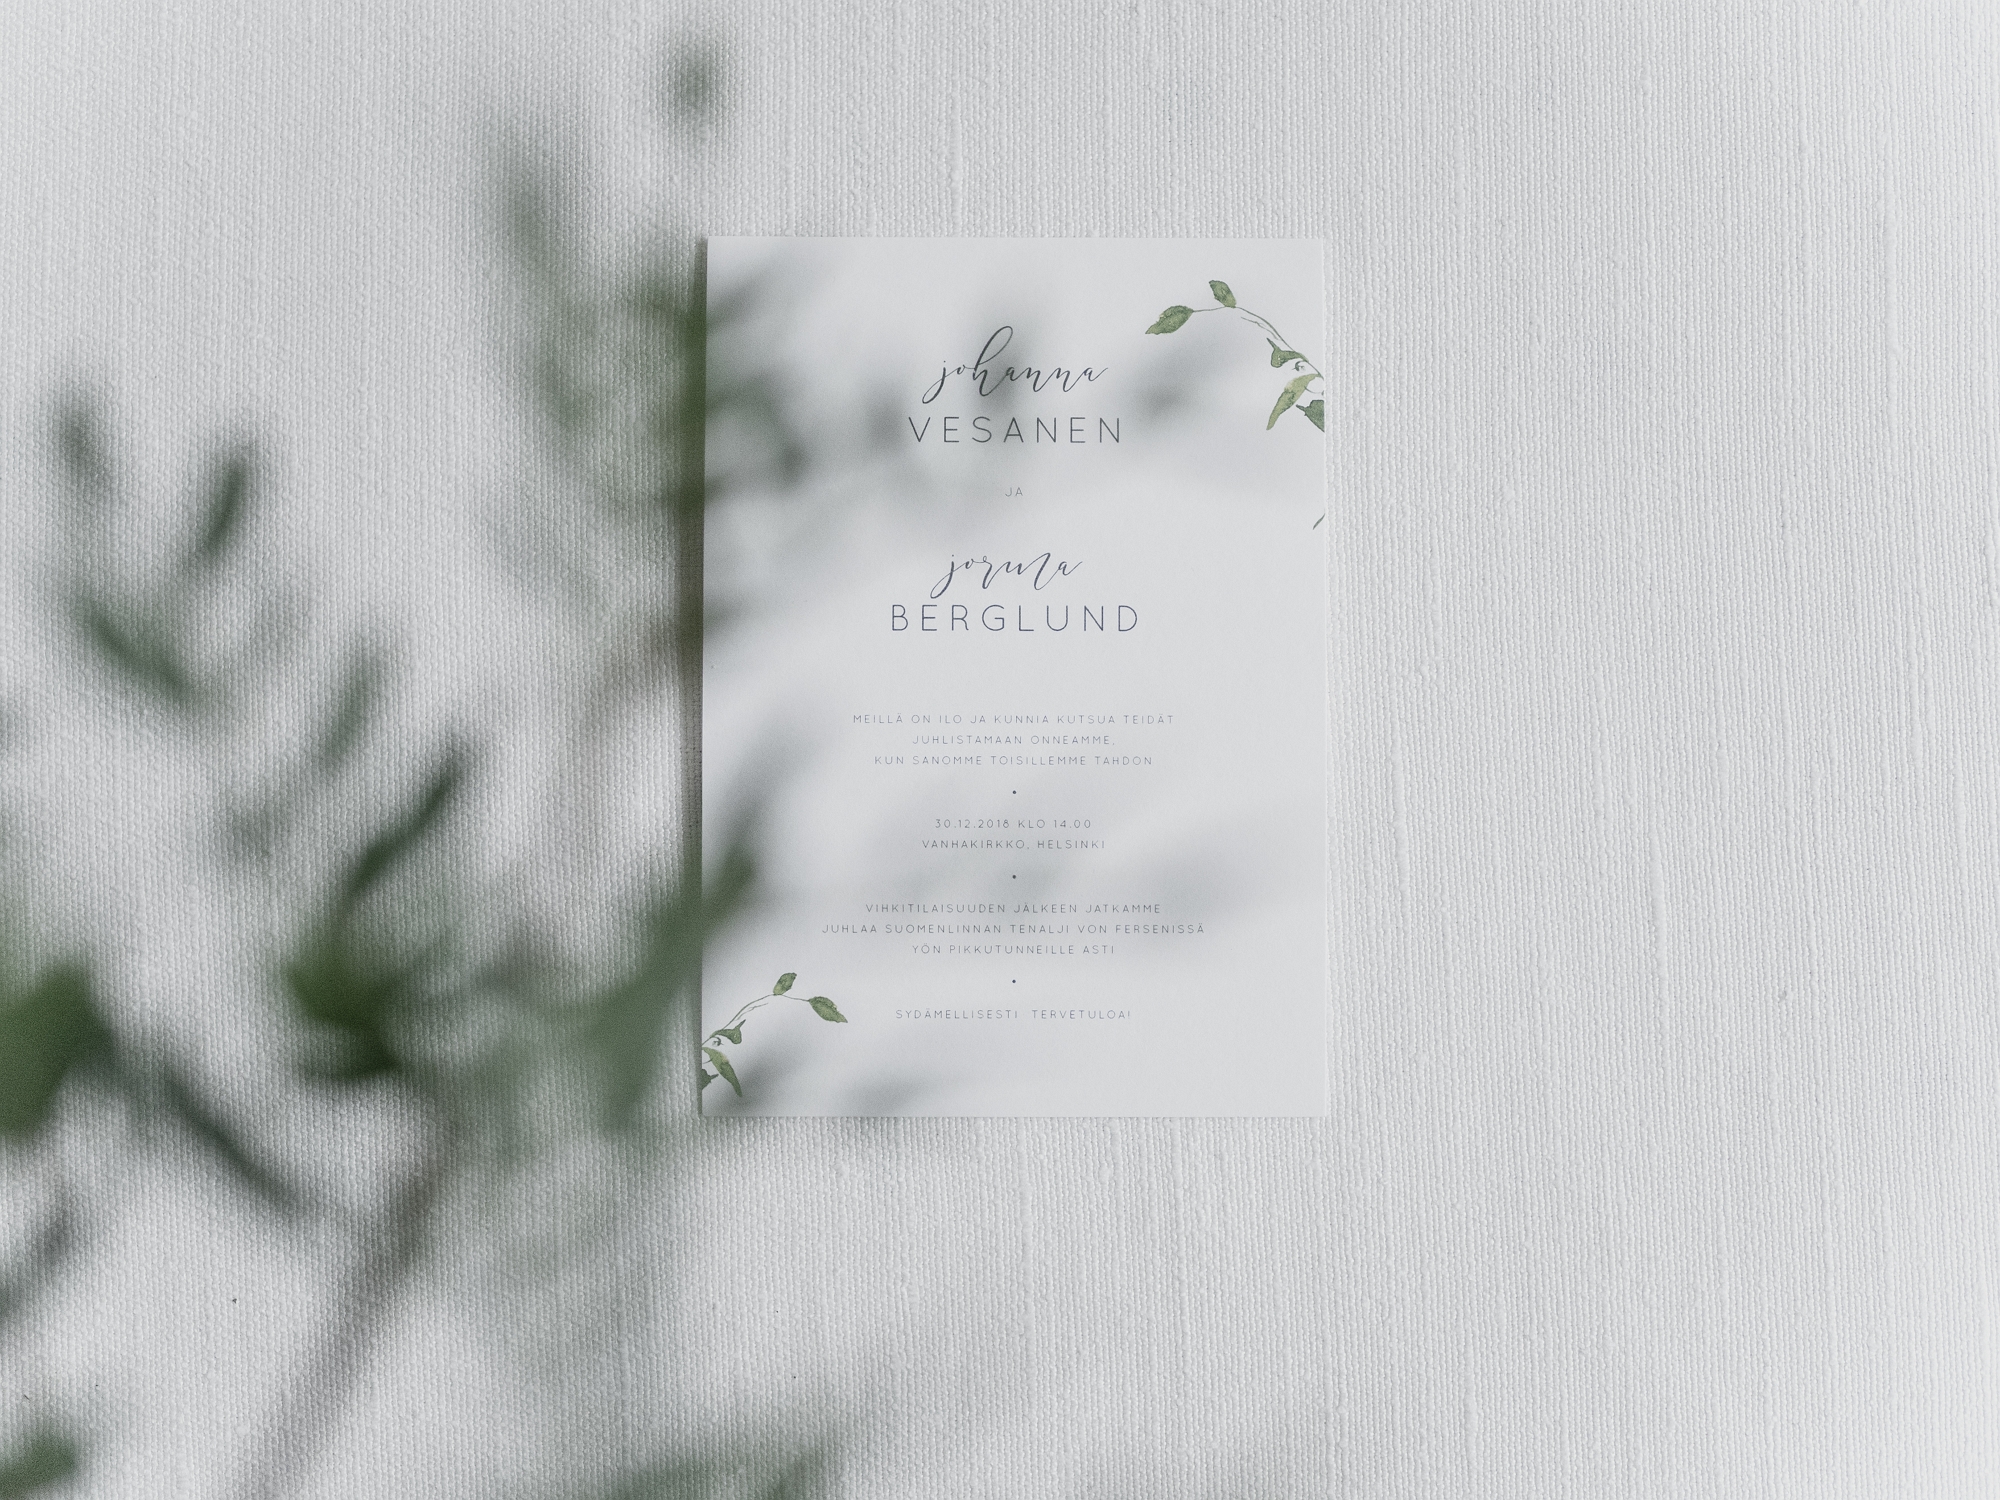 johanna
VESANEN
JA
jorma
BERGLUND
MEILLÄ ON ILO JA KUNNIA KUTSUA TEIDÄT
JUHLISTAMAAN ONNEAMME,
KUN SANOMME TOISILLEMME TAHDON
•
30.12.2018 KLO 14.00
VANHAKIRKKO, HELSINKI
•
VIHKITILAISUUDEN JÄLKEEN JATKAMME
JUHLAA SUOMENLINNAN TENALJI VON FERSENISSÄ
YÖN PIKKUTUNNEILLE ASTI
•
SYDÄMELLISESTI TERVETULOA!